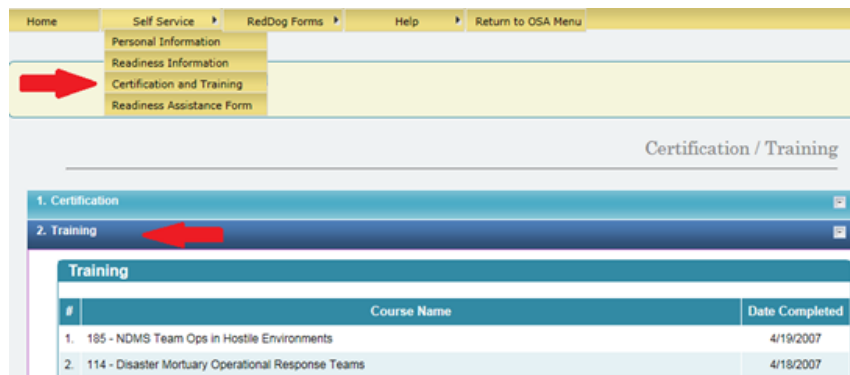 Home Self Service RedDog Forms Help Return to OSA Menu
Personal Information
Readiness Information
Certification and Training
Readiness Assistance Form
Certification / Training
1. Certification
2. Training
Training
# Course Name Date Completed
1. 185 - NDMS Team Ops in Hostile Environments 4/19/2007
2. 114 - Disaster Mortuary Operational Response Teams 4/18/2007